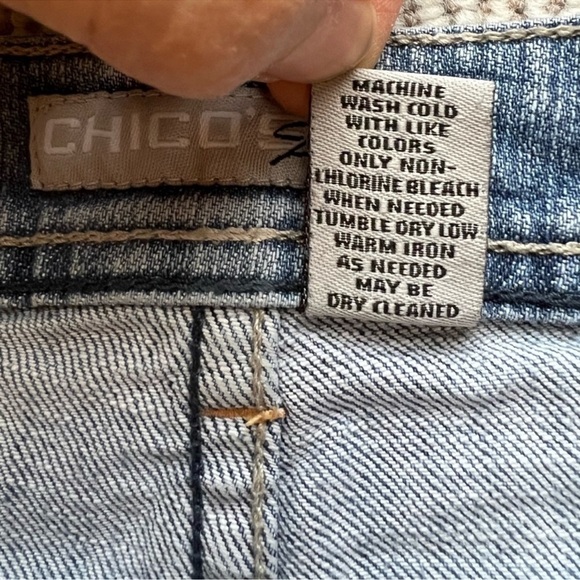 CHICO'S
MACHINE
WASH COLD
WITH LIKE
COLORS
ONLY NON-
CHLORINE BLEACH
WHEN NEEDED
TUMBLE DRY LOW
WARM IRON
AS NEEDED
MAY BE
DRY CLEANED